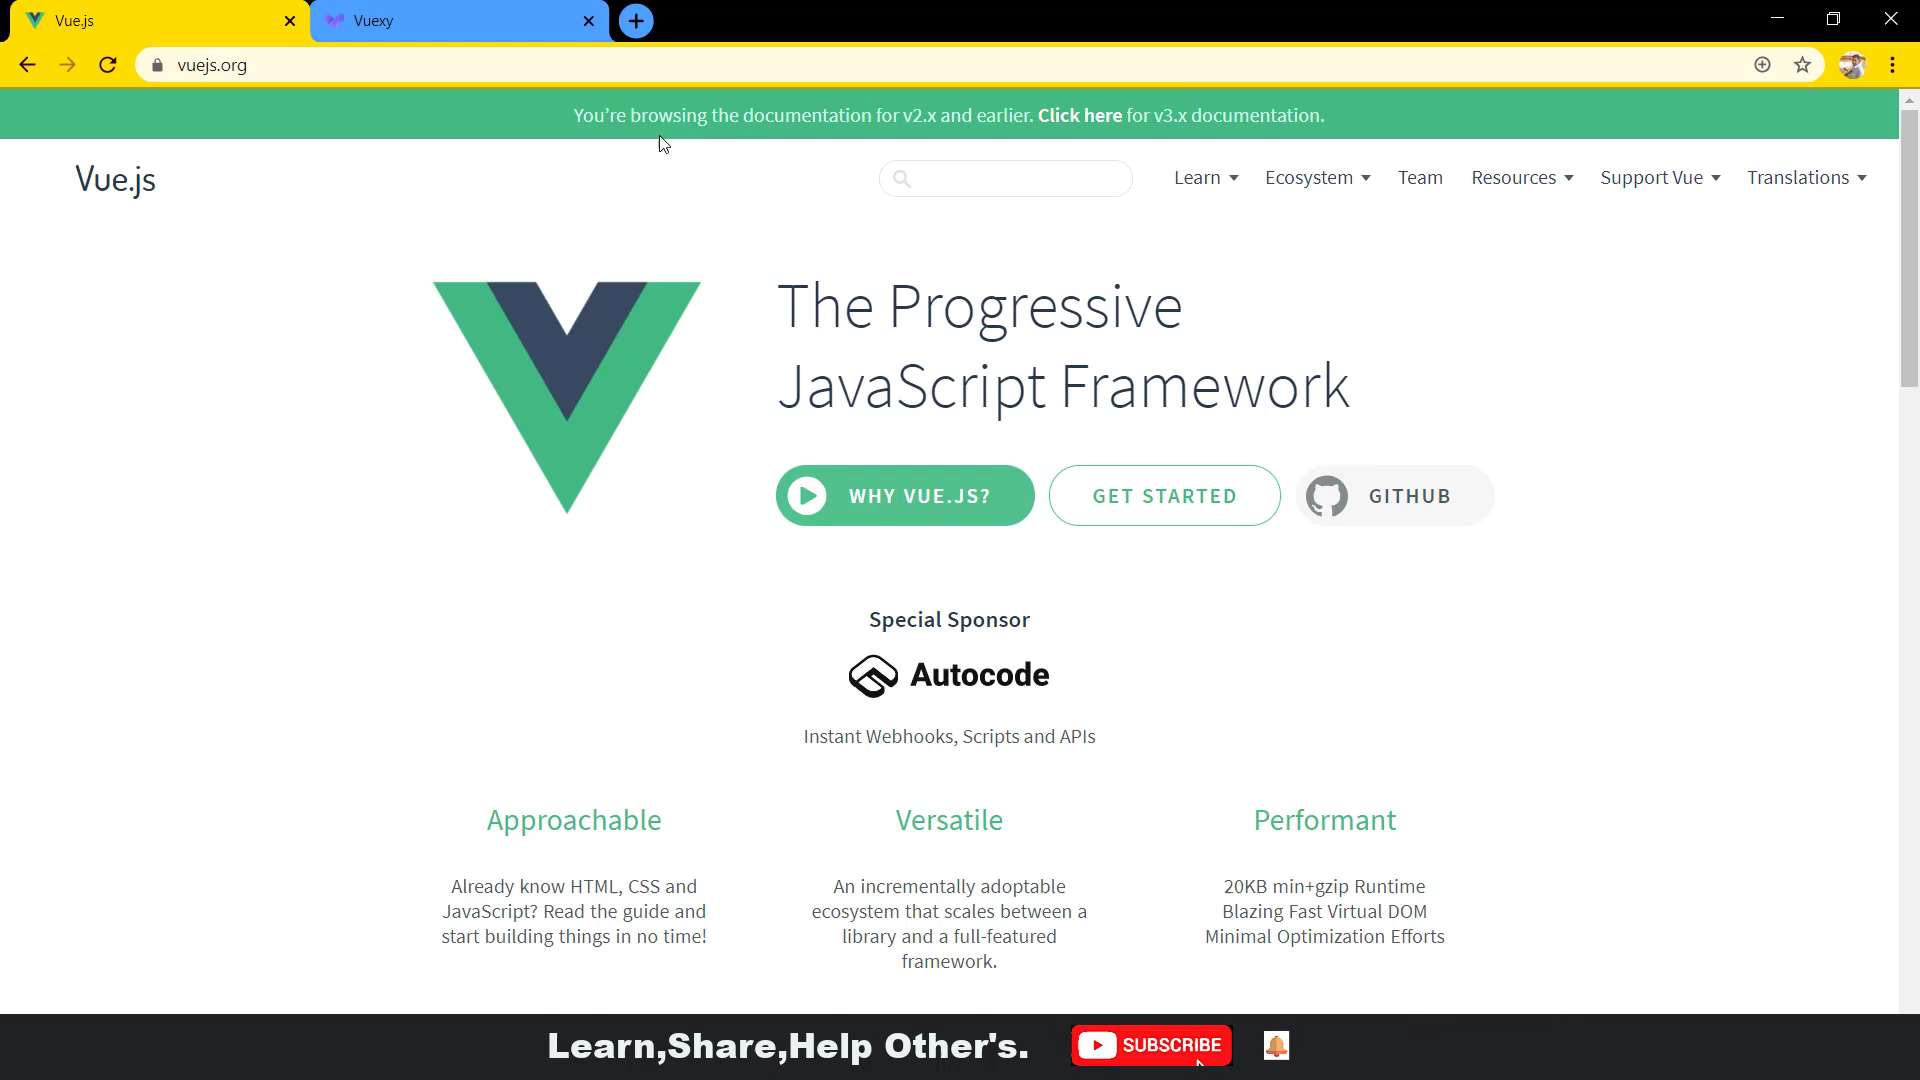 Vue.js
Vuexy
vuejs.org
You’re browsing the documentation for v2.x and earlier. Click here for v3.x documentation.
Vue.js
Learn
Ecosystem
Team
Resources
Support Vue
Translations
The Progressive
JavaScript Framework
WHY VUE.JS?
GET STARTED
GITHUB
Special Sponsor
Autocode
Instant Webhooks, Scripts and APIs
Approachable
Already know HTML, CSS and
JavaScript? Read the guide and
start building things in no time!
Versatile
An incrementally adoptable
ecosystem that scales between a
library and a full-featured
framework.
Performant
20KB min+gzip Runtime
Blazing Fast Virtual DOM
Minimal Optimization Efforts
Learn,Share,Help Other's.
SUBSCRIBE